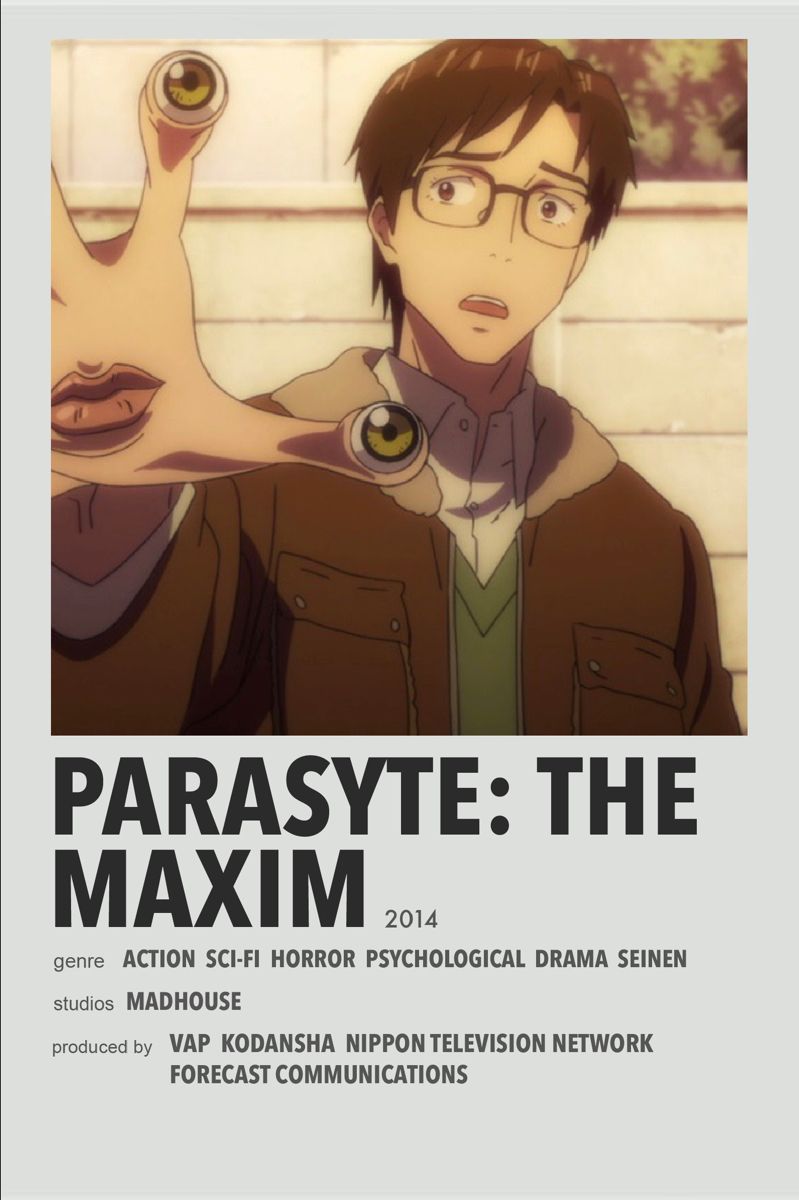 PARASYTE: THE
MAXIM 2014
genre ACTION SCI-FI HORROR PSYCHOLOGICAL DRAMA SEINEN
studios MADHOUSE
produced by VAP KODANSHA NIPPON TELEVISION NETWORK
FORECAST COMMUNICATIONS